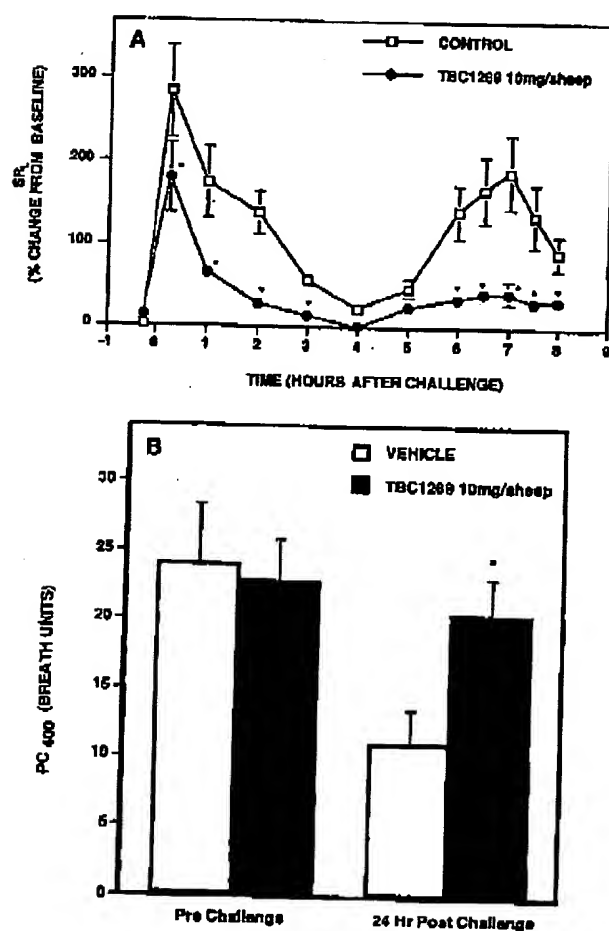 A
CONTROL
TBC1269 10mg/sheep
300
200
100
0
SRL
(% CHANGE FROM BASELINE)
-1 0 1 2 3 4 5 6 7 8 9
TIME (HOURS AFTER CHALLENGE)
B
VEHICLE
TBC1269 10mg/sheep
30
25
20
15
10
5
0
PC400 (BREATH UNITS)
Pre Challenge 24 Hr Post Challenge